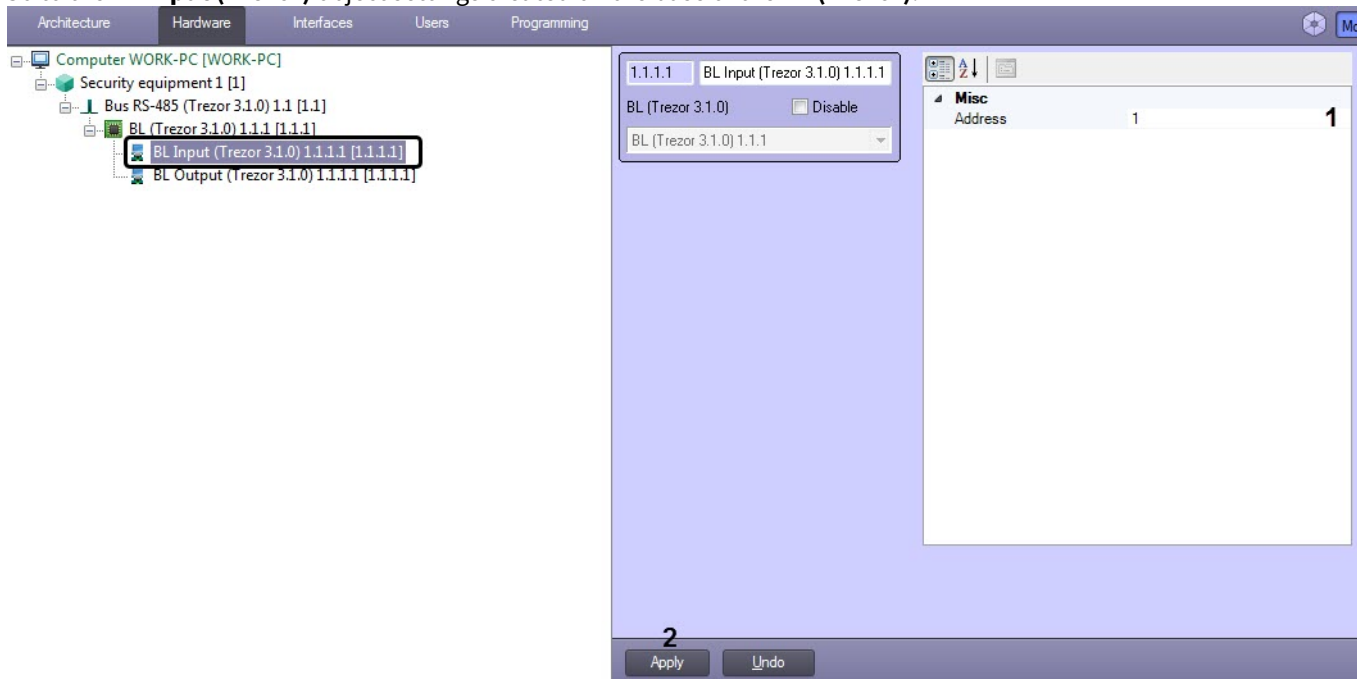 Architecture Hardware Interfaces Users Programming
Computer WORK-PC [WORK-PC]
Security equipment 1 [1]
Bus RS-485 (Trezor 3.1.0) 1.1 [1.1]
BL (Trezor 3.1.0) 1.1.1 [1.1.1]
BL Input (Trezor 3.1.0) 1.1.1.1 [1.1.1.1]
BL Output (Trezor 3.1.0) 1.1.1.1 [1.1.1.1]
1.1.1.1 BL Input (Trezor 3.1.0) 1.1.1.1
BL (Trezor 3.1.0) Disable
BL (Trezor 3.1.0) 1.1.1
Misc
Address 1 1
2
Apply Undo